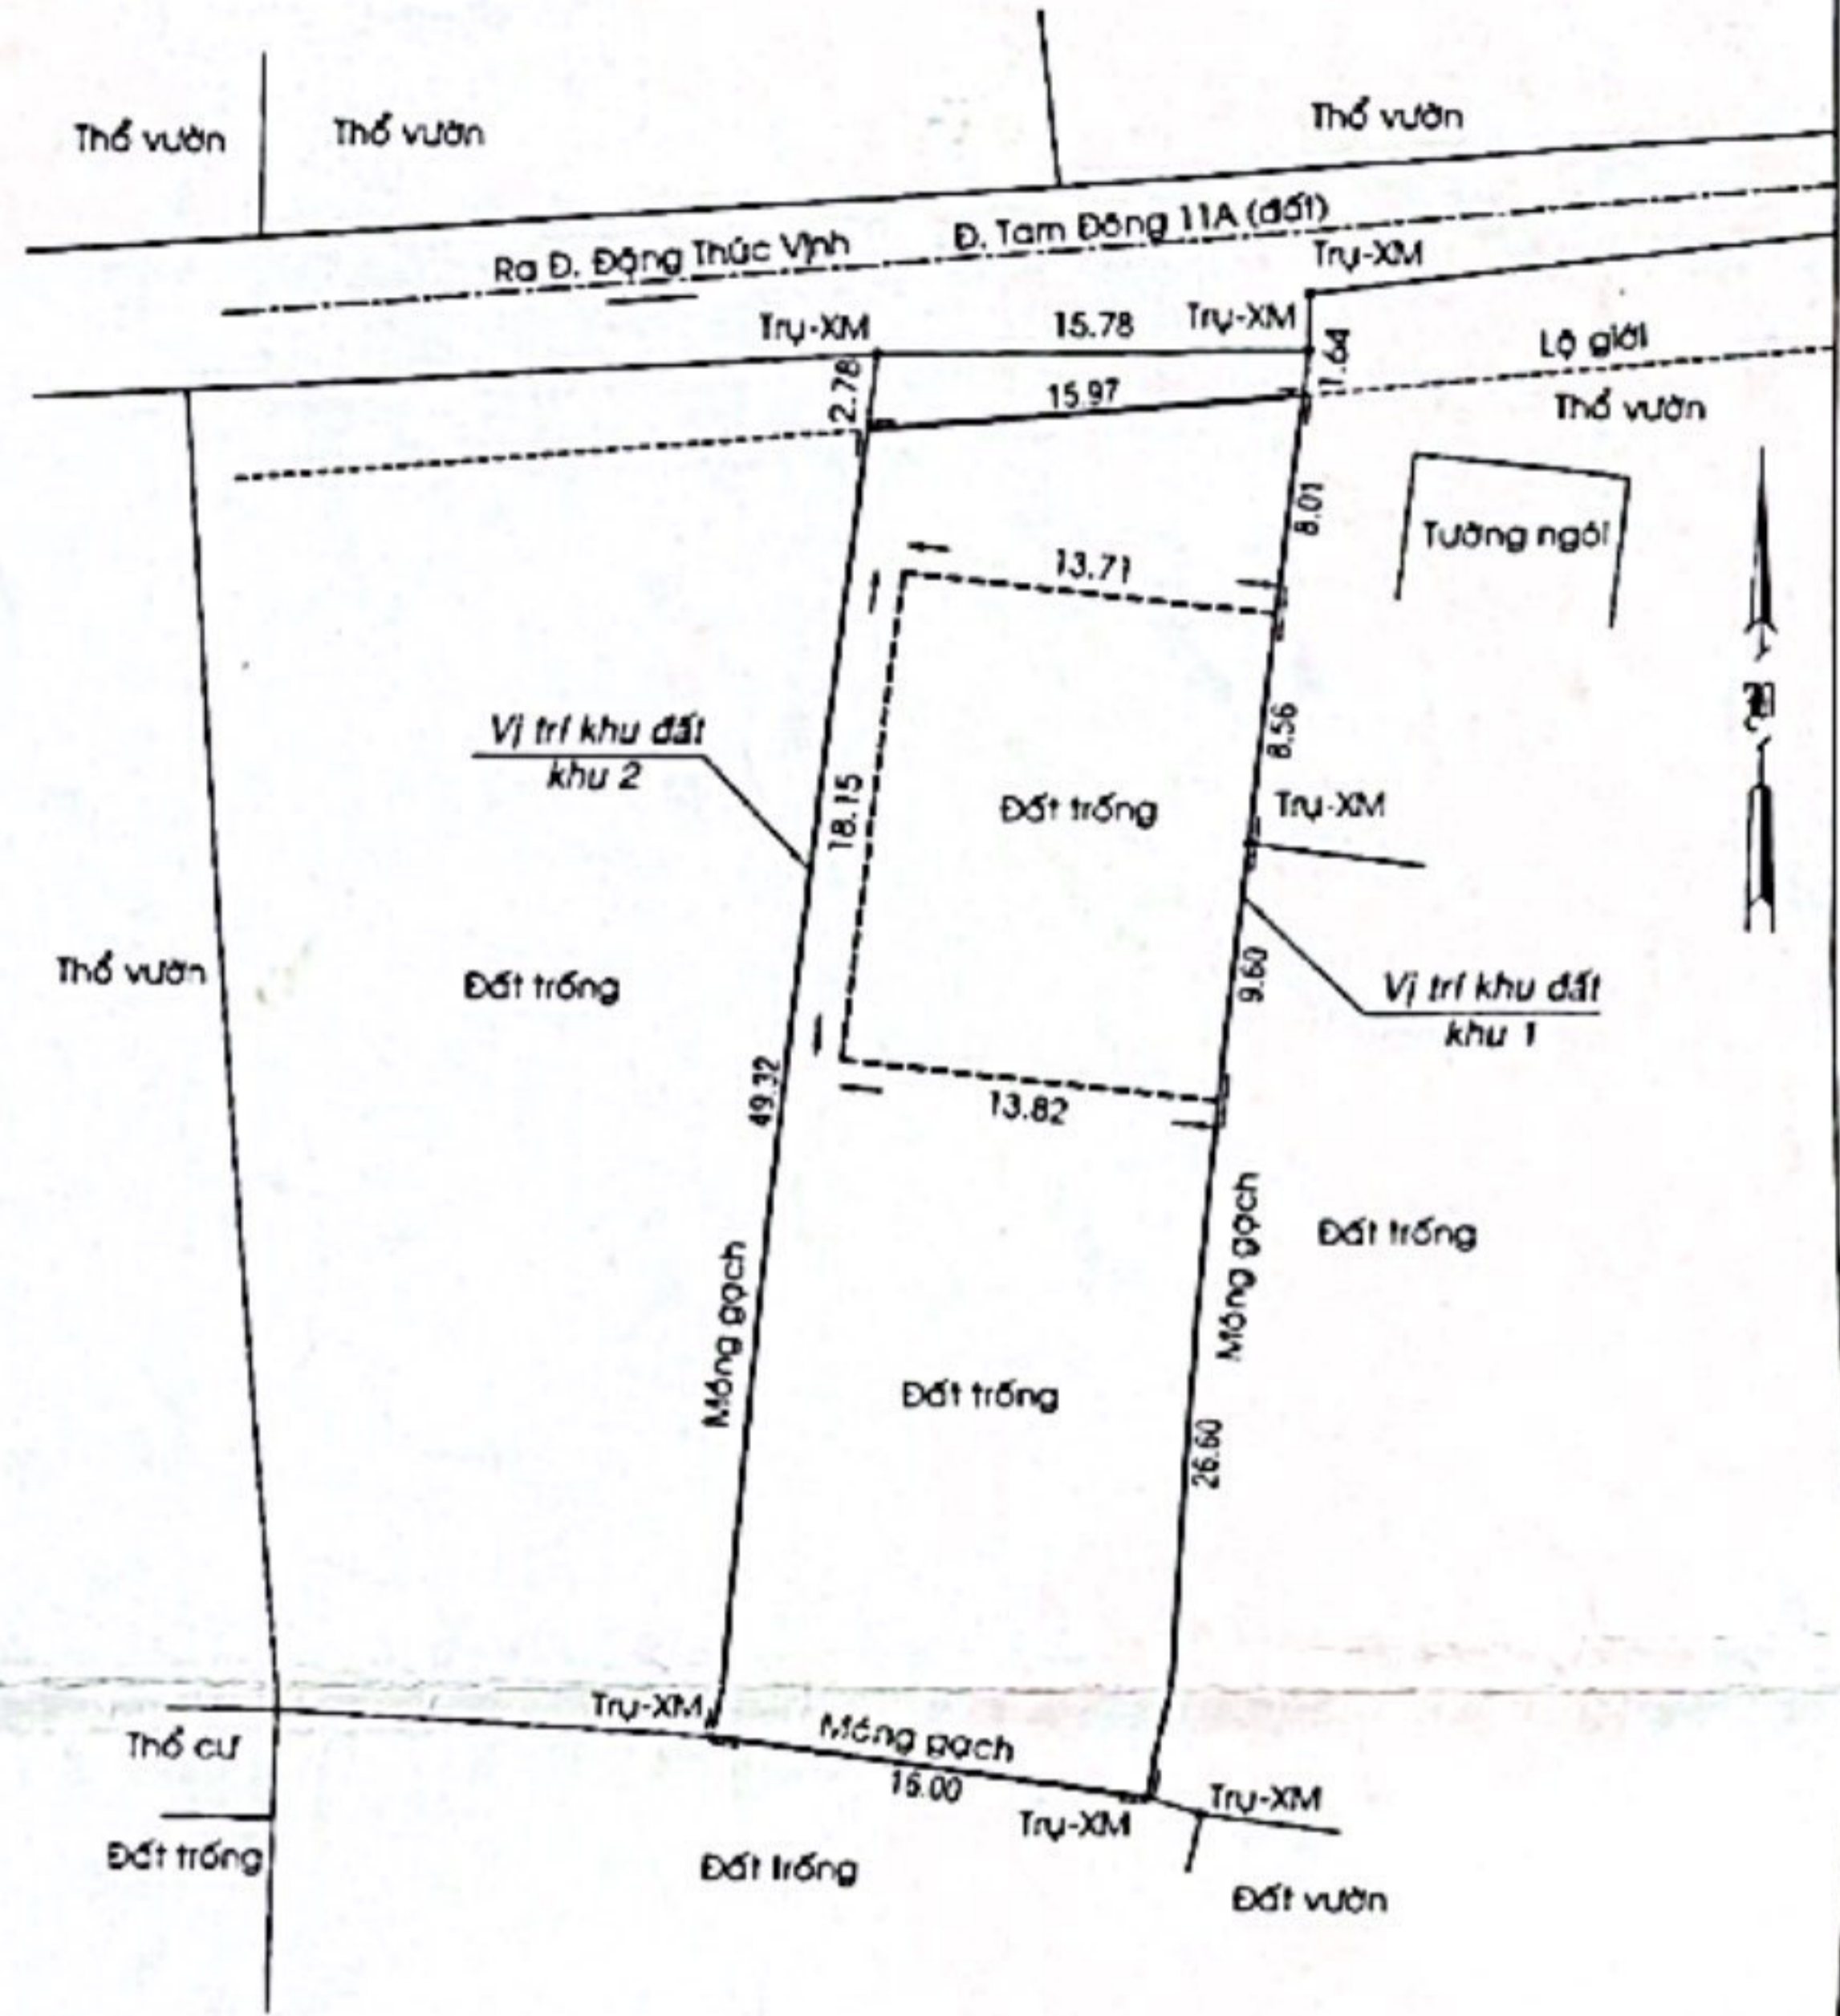 Thổ vườn
Thổ vườn
Thổ vườn
Ra Đ. Đặng Thúc Vịnh
Đ. Tam Đông 11A (đất)
Trụ-XM
Trụ-XM
15.78
Trụ-XM
1.64
Lộ giới
2.78
15.97
Thổ vườn
8.01
Tường ngói
13.71
B
Vị trí khu đất
khu 2
8.56
18.15
Đất trống
Trụ-XM
Thổ vườn
Đất trống
9.60
Vị trí khu đất
khu 1
49.32
13.82
Móng gạch
Móng gạch
Đất trống
Đất trống
26.60
Trụ-XM
Móng gạch
Thổ cư
Trụ-XM
Trụ-XM
Đất trống
Đất trống
Đất vườn